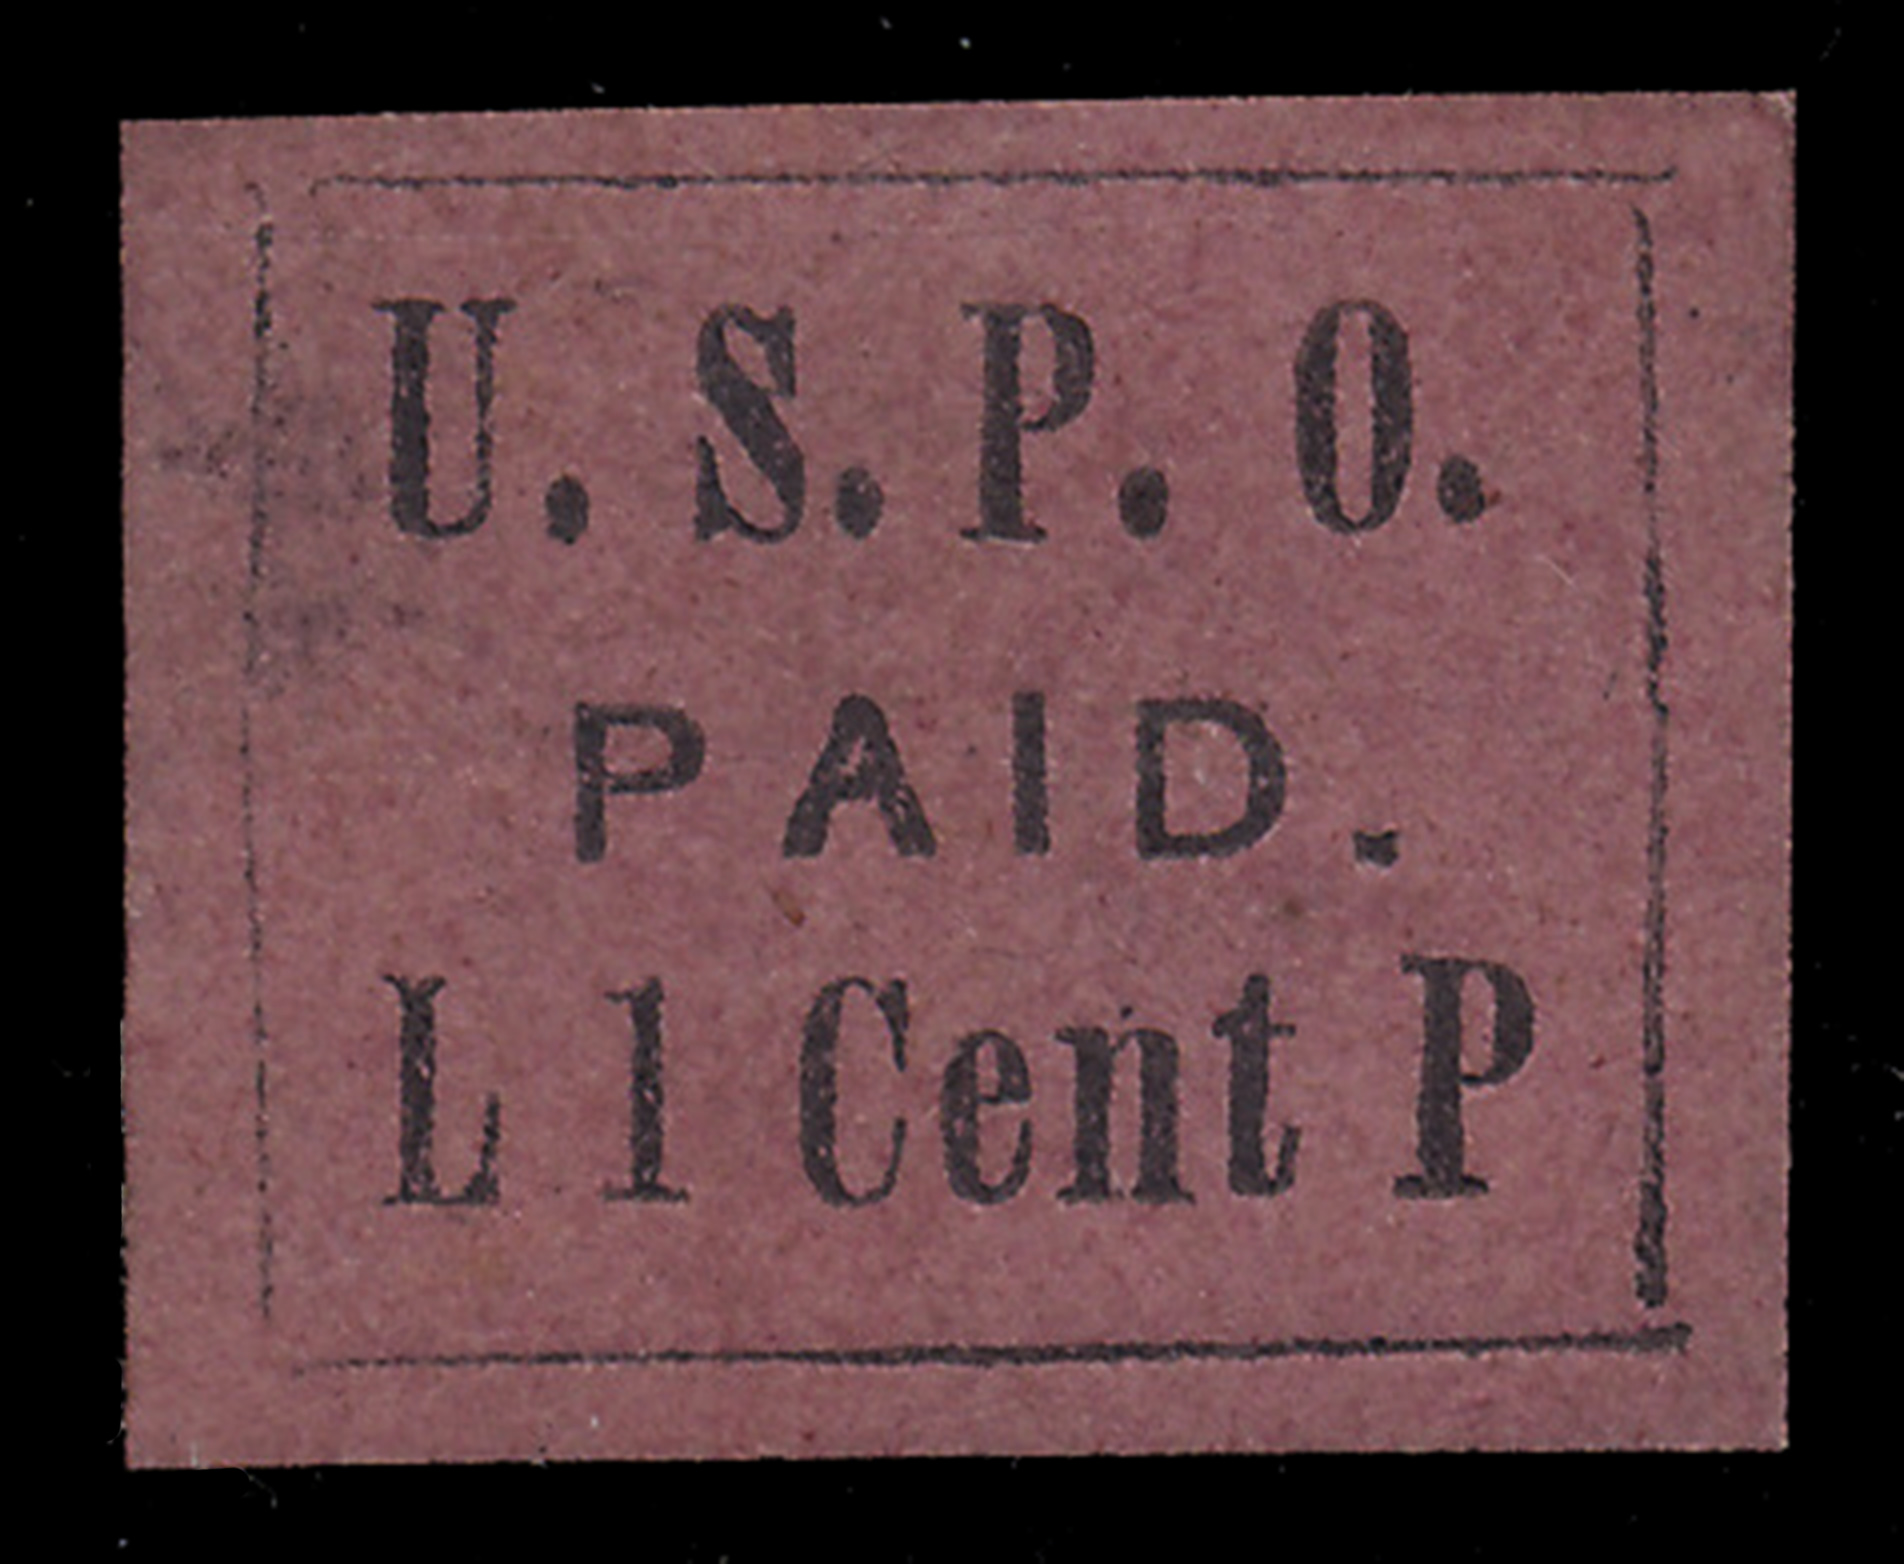 U. S. P. O.
PAID.
L 1 Cent P